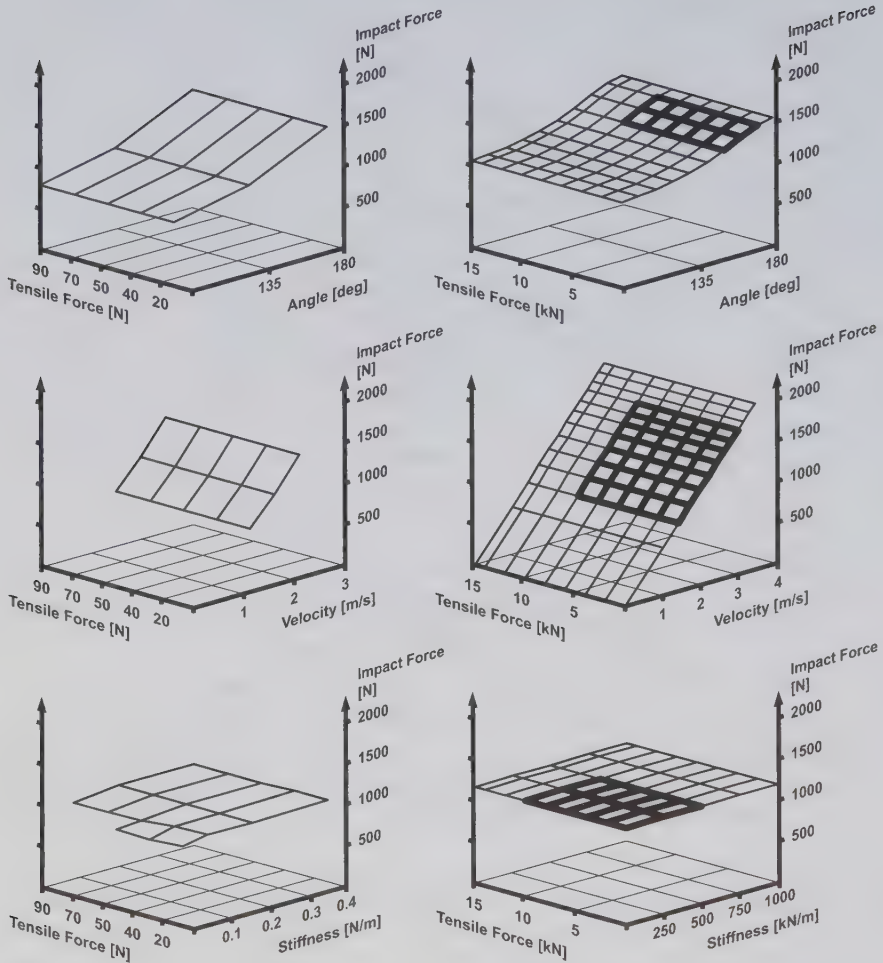 Impact Force
[N]
2000
1500
1000
500
90
70
50
40
20
Tensile Force [N]
135
180
Angle [deg]
Impact Force
[N]
2000
1500
1000
500
15
10
5
Tensile Force [kN]
135
180
Angle [deg]
Impact Force
[N]
2000
1500
1000
500
90
70
50
40
20
Tensile Force [N]
1
2
3
Velocity [m/s]
Impact Force
[N]
2000
1500
1000
500
15
10
5
Tensile Force [kN]
1
2
3
4
Velocity [m/s]
Impact Force
[N]
2000
1500
1000
500
90
70
50
40
20
Tensile Force [N]
0.1
0.2
0.3
0.4
Stiffness [N/m]
Impact Force
[N]
2000
1500
1000
500
15
10
5
Tensile Force [kN]
250
500
750
1000
Stiffness [kN/m]